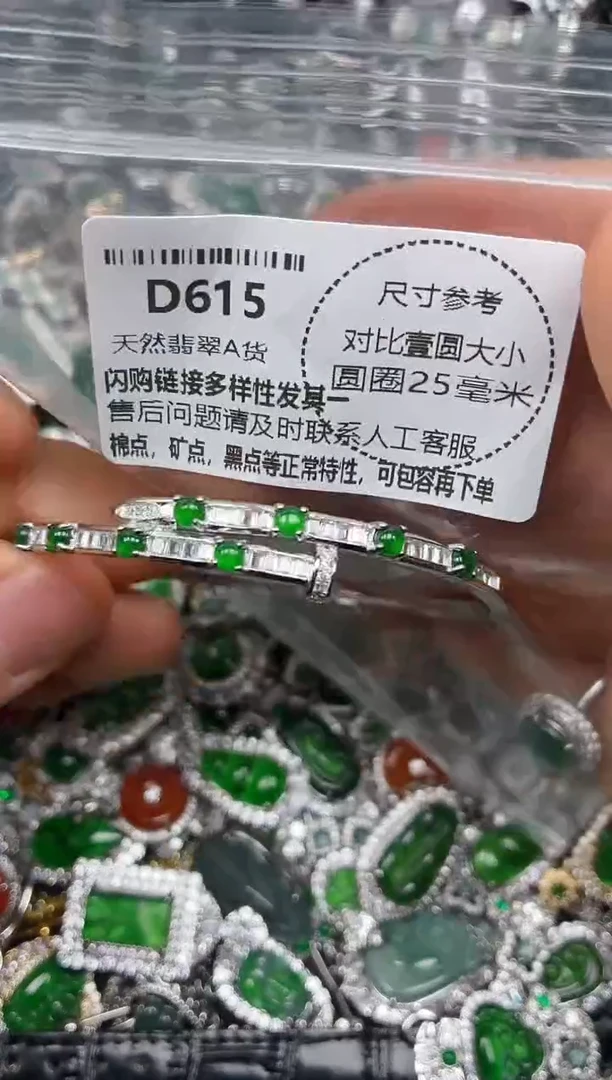 D615
天然翡翠A货
闪购链接多样性发其一
售后问题请及时联系人工客服
棉点，矿点，黑点等正常特性，可包容再下单
尺寸参考
对比壹圆大小
圆圈25毫米